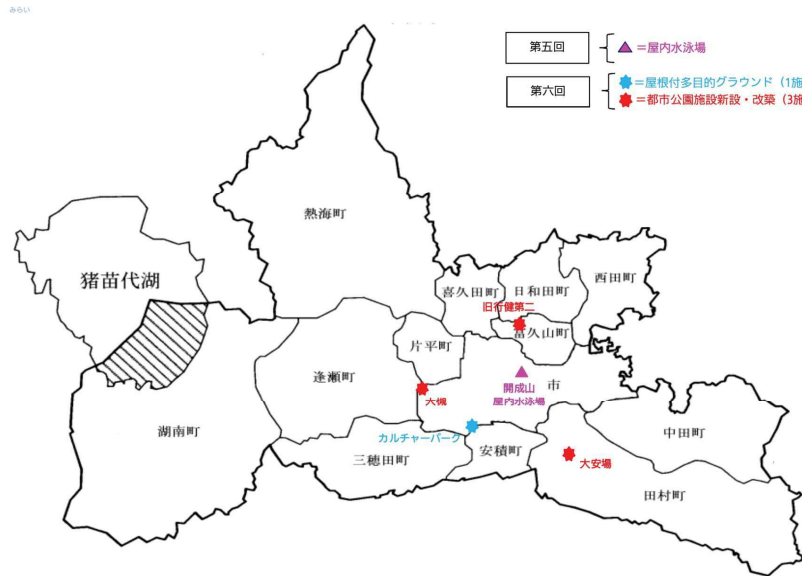 みらい
第五回
▲=屋内水泳場
第六回
=屋根付多目的グラウンド（1施
=都市公園施設新設・改築（3施
熱海町
猪苗代湖
喜久田町
日和田町
西田町
旧行健第二
富久山町
片平町
逢瀬町
開成山
屋内水泳場
市
大槻
湖南町
カルチャーパーク
安積町
中田町
三穂田町
大安場
田村町